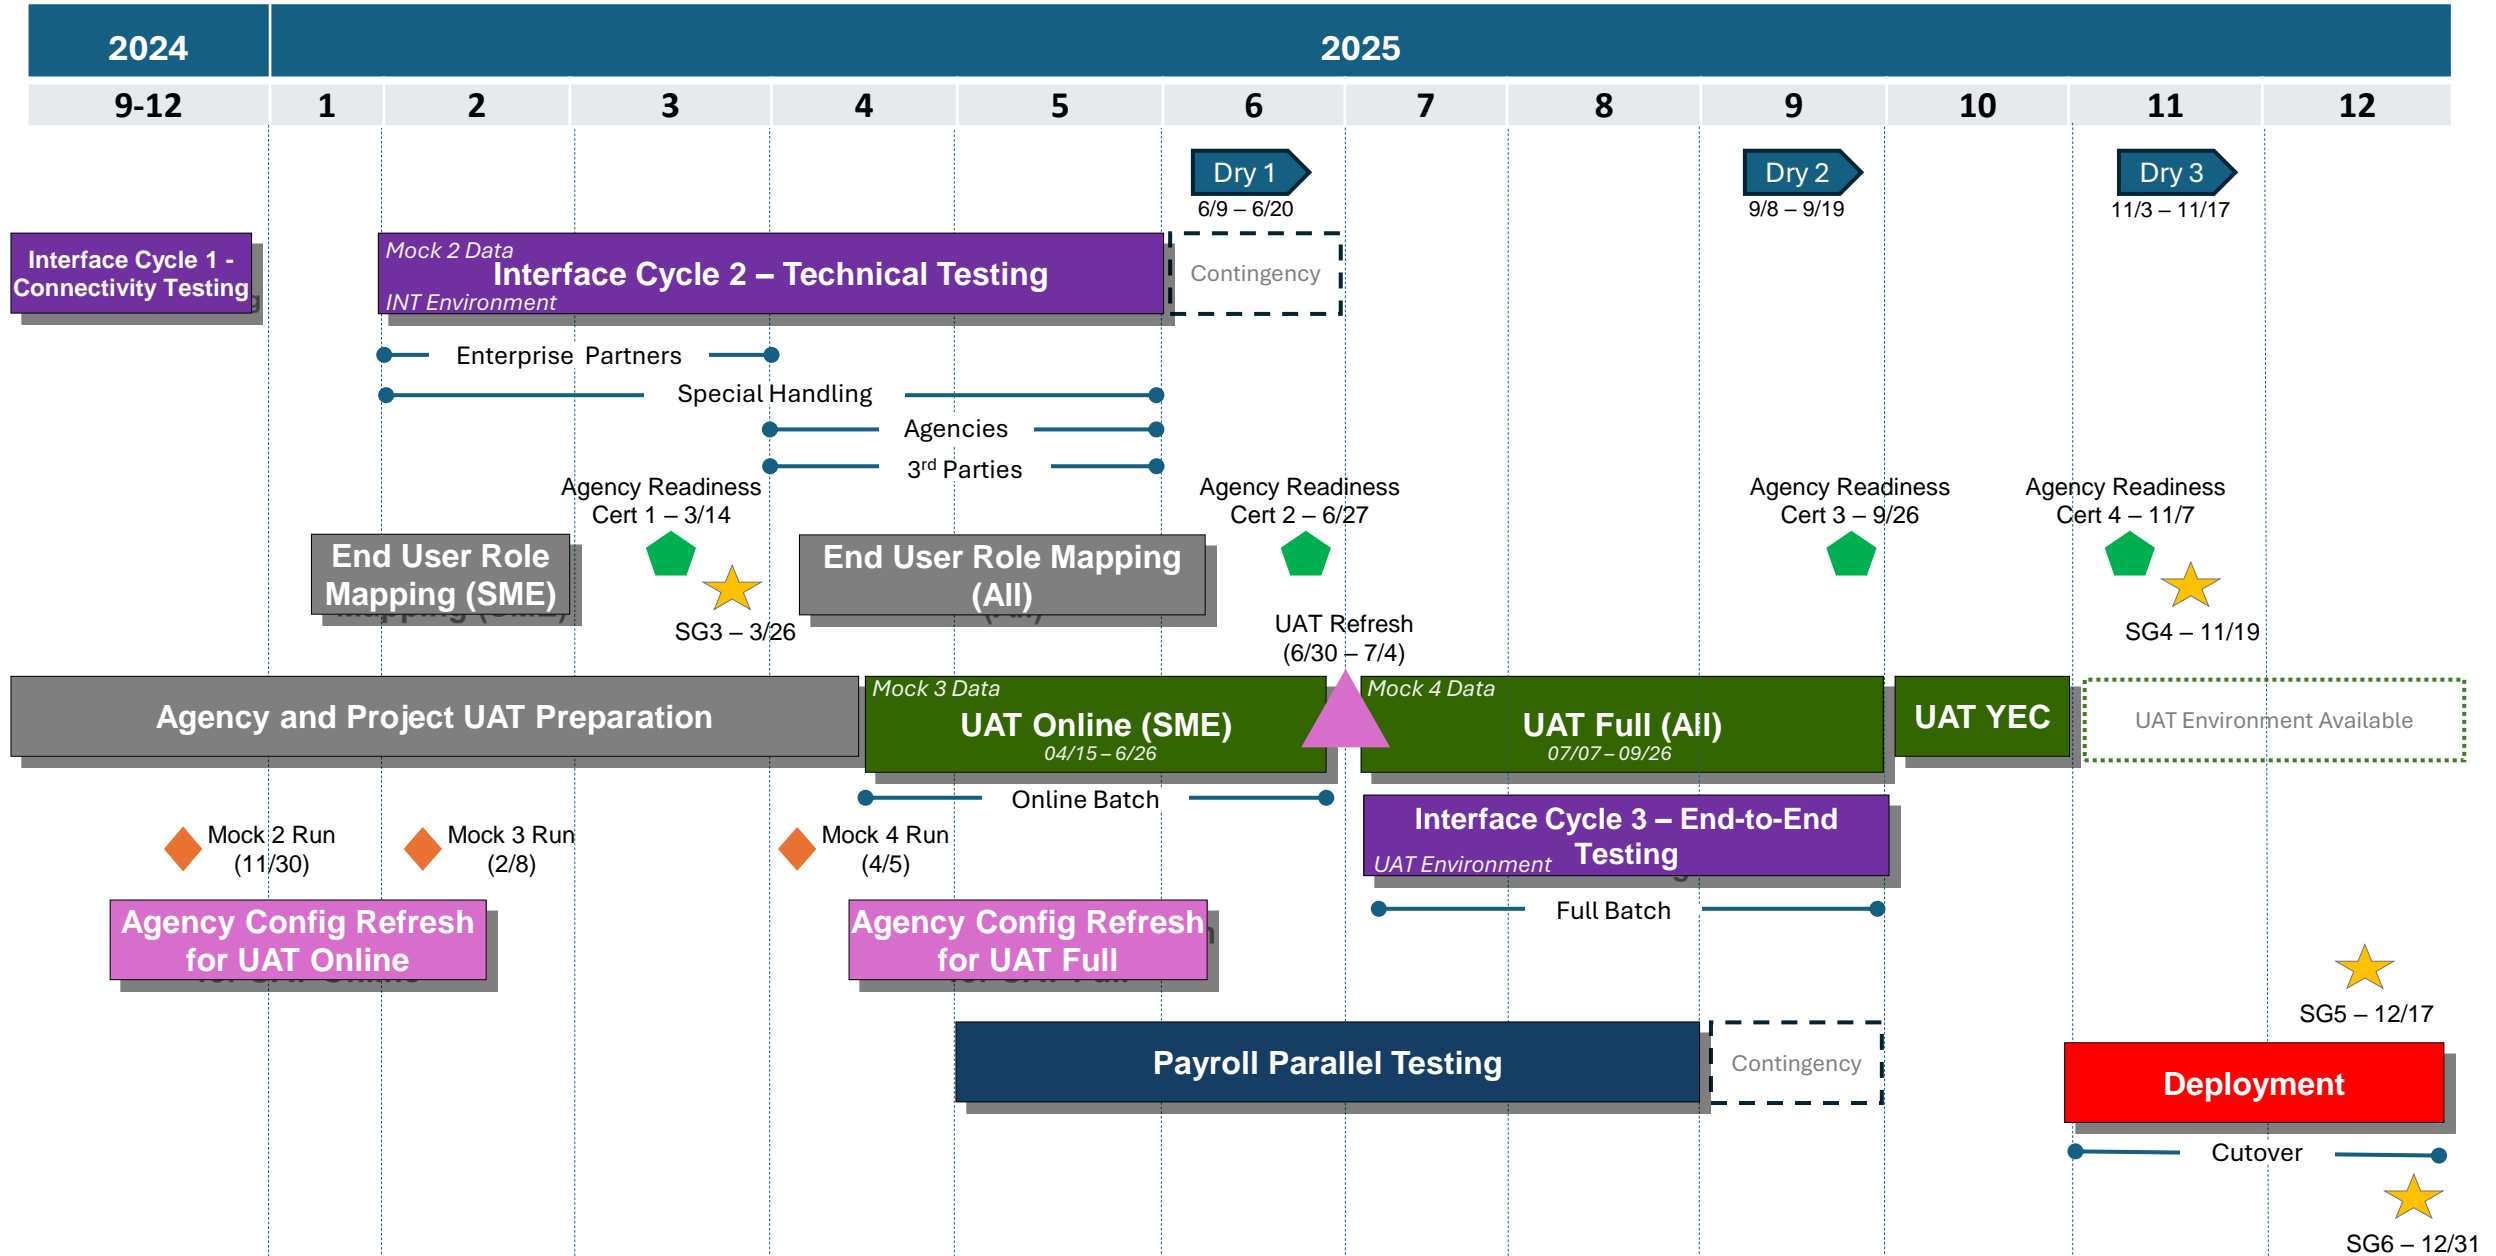 2024
2025
9-12
1
2
3
4
5
6
7
8
9
10
11
12
Dry 1
6/9 – 6/20
Dry 2
9/8 – 9/19
Dry 3
11/3 – 11/17
Interface Cycle 1 -
Connectivity Testing
Mock 2 Data
Interface Cycle 2 – Technical Testing
INT Environment
Contingency
Enterprise Partners
Special Handling
Agencies
3rd Parties
Agency Readiness
Cert 1 – 3/14
Agency Readiness
Cert 2 – 6/27
Agency Readiness
Cert 3 – 9/26
Agency Readiness
Cert 4 – 11/7
End User Role
Mapping (SME)
SG3 – 3/26
End User Role Mapping
(All)
UAT Refresh
(6/30 – 7/4)
SG4 – 11/19
Agency and Project UAT Preparation
Mock 3 Data
UAT Online (SME)
04/15 – 6/26
Mock 4 Data
UAT Full (All)
07/07 – 09/26
UAT YEC
UAT Environment Available
Online Batch
Mock 2 Run
(11/30)
Mock 3 Run
(2/8)
Mock 4 Run
(4/5)
Interface Cycle 3 – End-to-End
Testing
UAT Environment
Full Batch
Agency Config Refresh
for UAT Online
Agency Config Refresh
for UAT Full
SG5 – 12/17
Payroll Parallel Testing
Contingency
Deployment
Cutover
SG6 – 12/31